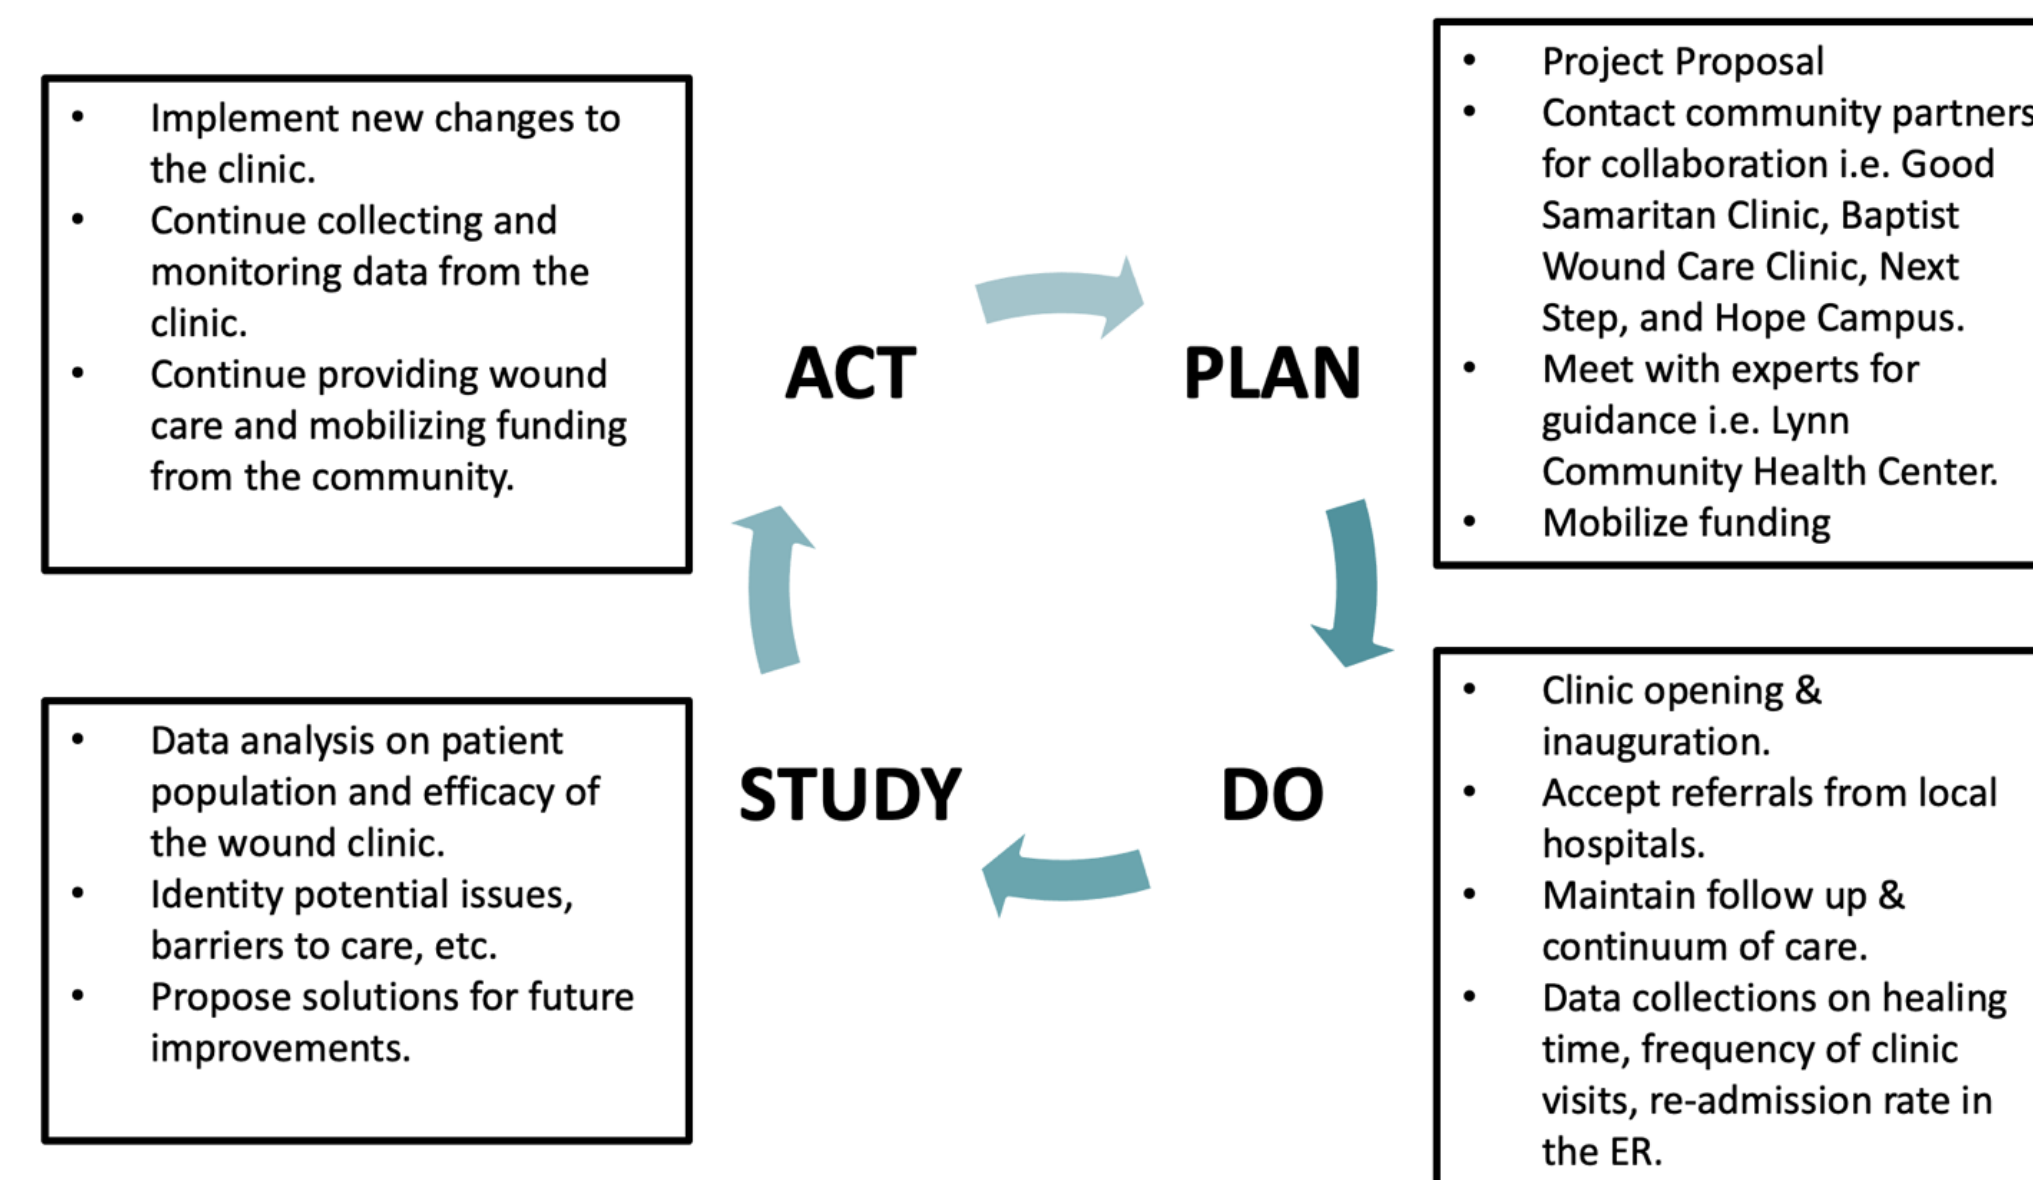 • Implement new changes to
the clinic.
• Continue collecting and
monitoring data from the
clinic.
• Continue providing wound
care and mobilizing funding
from the community.
ACT
PLAN
• Project Proposal
• Contact community partners
for collaboration i.e. Good
Samaritan Clinic, Baptist
Wound Care Clinic, Next
Step, and Hope Campus.
• Meet with experts for
guidance i.e. Lynn
Community Health Center.
• Mobilize funding
• Data analysis on patient
population and efficacy of
the wound clinic.
• Identity potential issues,
barriers to care, etc.
• Propose solutions for future
improvements.
STUDY
DO
• Clinic opening &
inauguration.
• Accept referrals from local
hospitals.
• Maintain follow up &
continuum of care.
• Data collections on healing
time, frequency of clinic
visits, re-admission rate in
the ER.